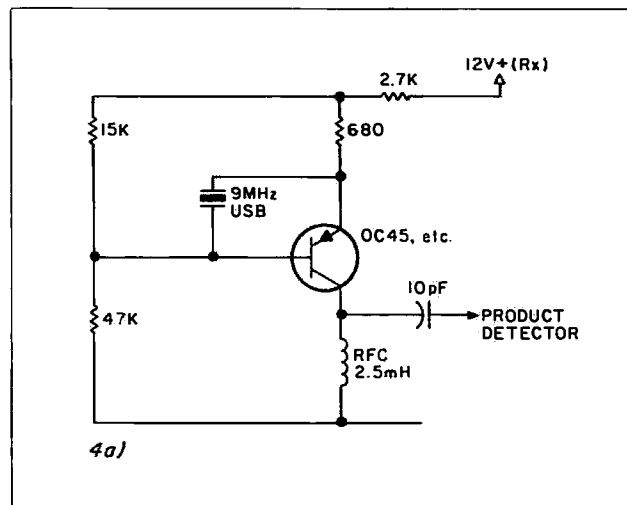 12V+(Rx)
2.7K
15K
680
9MHz
USB
OC45, etc.
10pF
PRODUCT
DETECTOR
47K
RFC
2.5mH
4a)